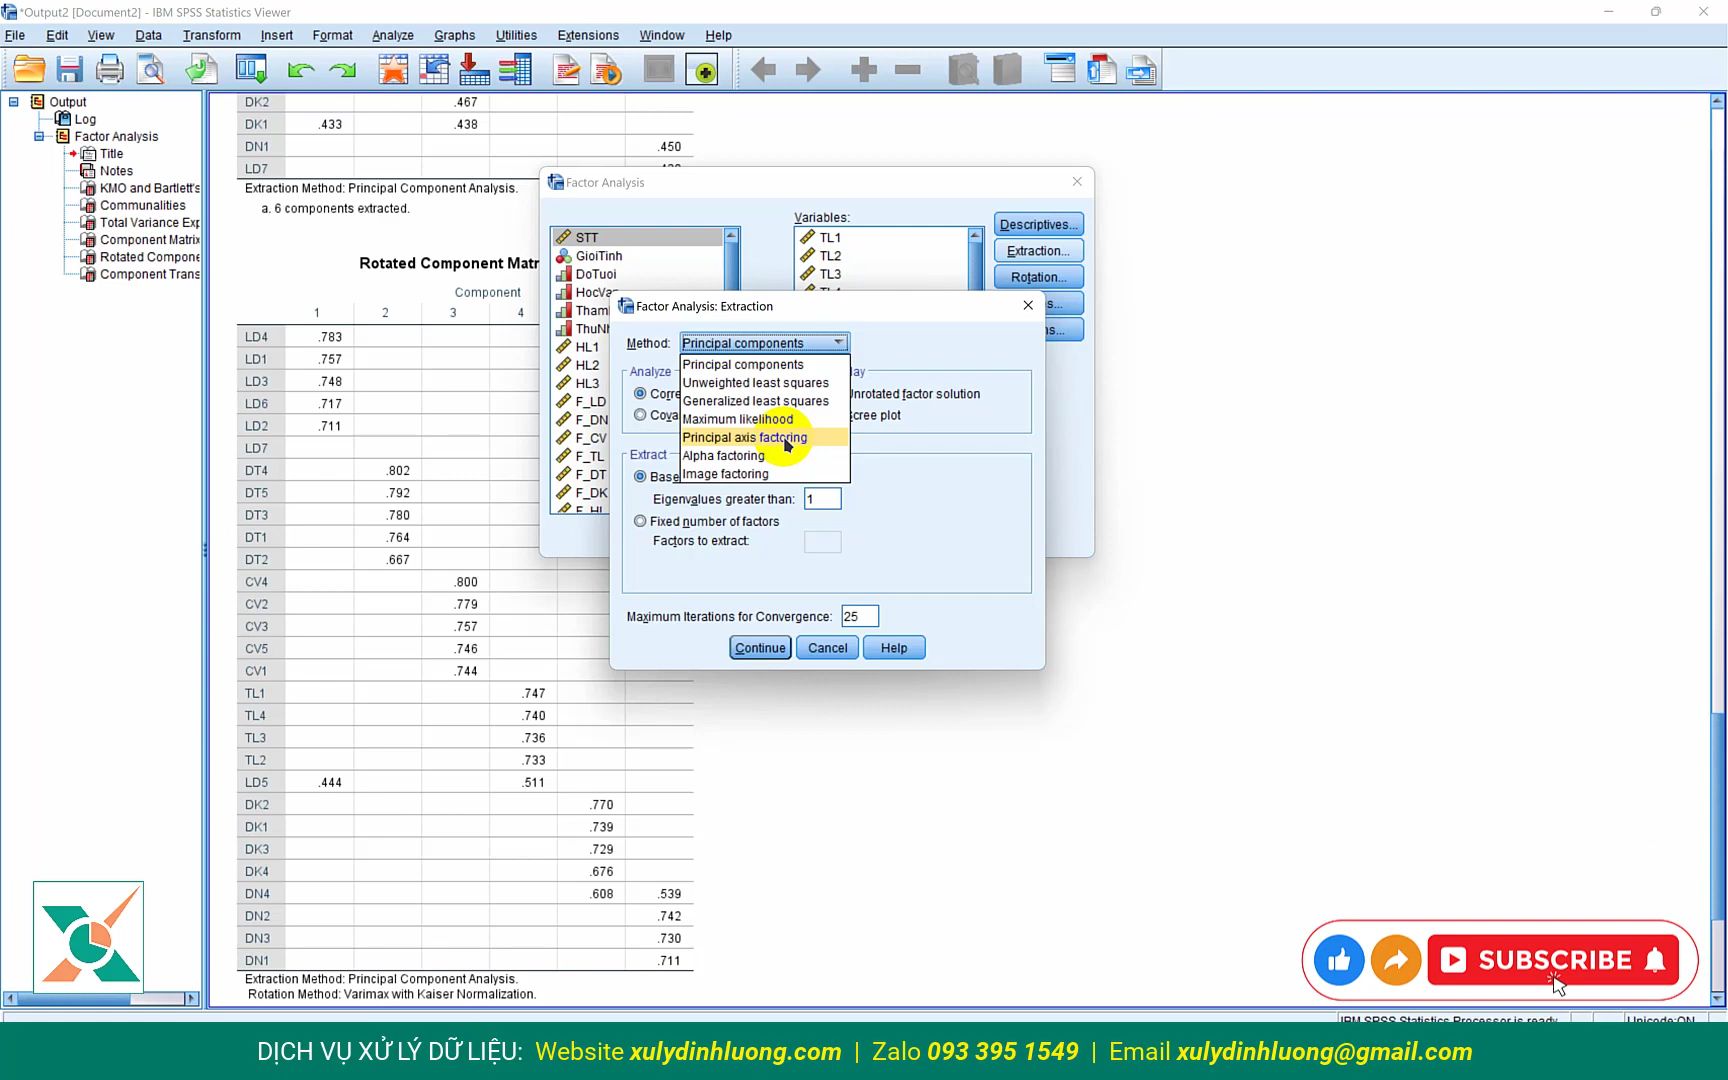 *Output2 [Document2] - IBM SPSS Statistics Viewer
File Edit View Data Transform Insert Format Analyze Graphs Utilities Extensions Window Help
Output
Log
Factor Analysis
Title
Notes
KMO and Bartlett's
Communalities
Total Variance Exp
Component Matrix
Rotated Compone
Component Trans
DK2 .467
DK1 .433 .438
DN1 .450
LD7
Extraction Method: Principal Component Analysis.
a. 6 components extracted.
Rotated Component Matr
Component
1 2 3 4
LD4 .783
LD1 .757
LD3 .748
LD6 .717
LD2 .711
LD7
DT4 .802
DT5 .792
DT3 .780
DT1 .764
DT2 .667
CV4 .800
CV2 .779
CV3 .757
CV5 .746
CV1 .744
TL1 .747
TL4 .740
TL3 .736
TL2 .733
LD5 .444 .511
DK2 .770
DK1 .739
DK3 .729
DK4 .676
DN4 .608 .539
DN2 .742
DN3 .730
DN1 .711
Extraction Method: Principal Component Analysis.
Rotation Method: Varimax with Kaiser Normalization.
Factor Analysis
STT
GioiTinh
DoTuoi
HocVan
Tham
ThuNh
HL1
HL2
HL3
F_LD
F_DN
F_CV
F_TL
F_DT
F_DK
F_HL
Variables:
TL1
TL2
TL3
TL4
Descriptives...
Extraction...
Rotation...
s...
ns...
Factor Analysis: Extraction
Method: Principal components
Principal components
Unweighted least squares
Generalized least squares
Maximum likelihood
Principal axis factoring
Alpha factoring
Image factoring
Analyze
Corre
Cova
lay
Unrotated factor solution
Scree plot
Extract
Base
Eigenvalues greater than: 1
Fixed number of factors
Factors to extract:
Maximum Iterations for Convergence: 25
Continue Cancel Help
SUBSCRIBE
IBM SPSS Statistics Processor is ready
Unicode:ON
DỊCH VỤ XỬ LÝ DỮ LIỆU: Website xulydinhluong.com | Zalo 093 395 1549 | Email xulydinhluong@gmail.com